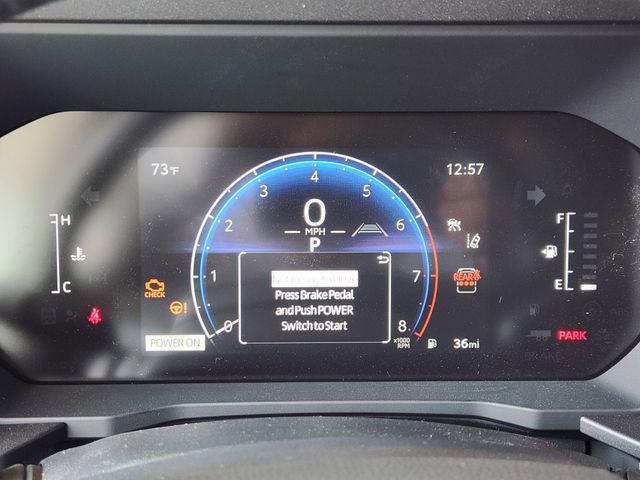 73°F
12:57
4
3
5
2
6
1
7
0
8
x1000
RPM
0
MPH
P
H
C
F
E
CHECK
POWER ON
Press Brake Pedal
and Push POWER
Switch to Start
REAR
36mi
PARK
BRAKE